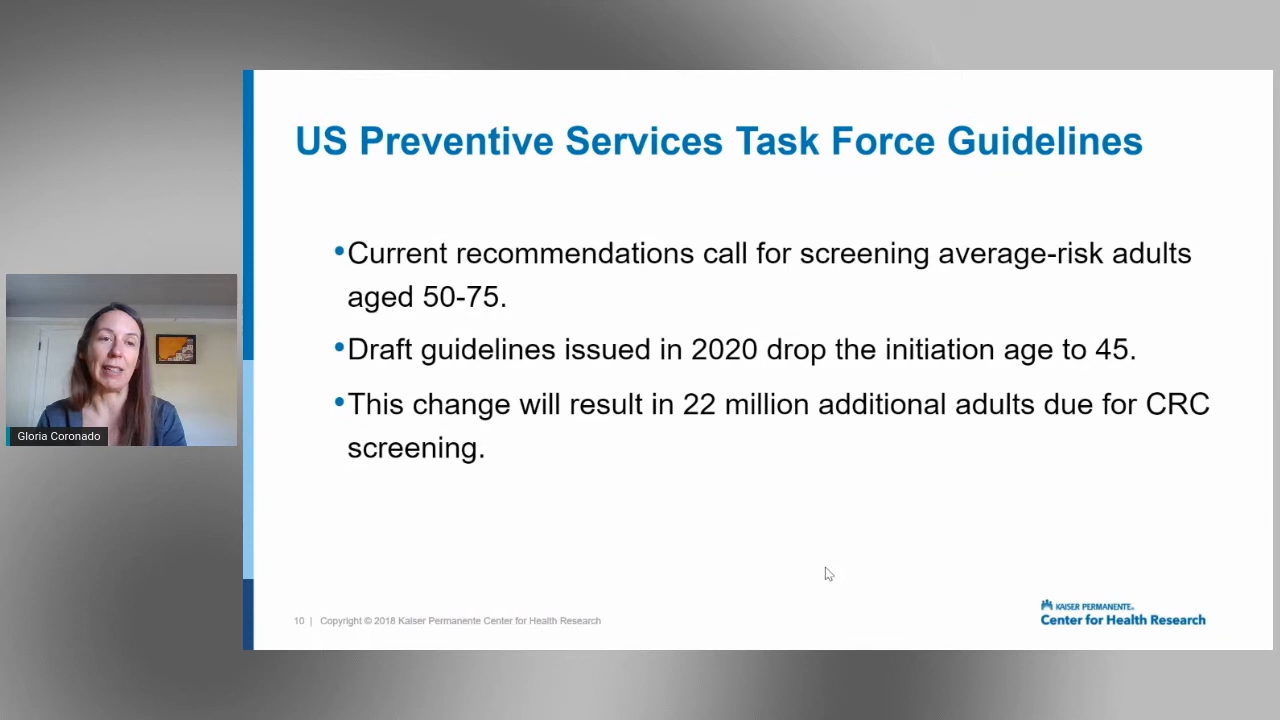 US Preventive Services Task Force Guidelines
•Current recommendations call for screening average-risk adults
aged 50-75.
•Draft guidelines issued in 2020 drop the initiation age to 45.
•This change will result in 22 million additional adults due for CRC
screening.
Gloria Coronado
10 | Copyright © 2018 Kaiser Permanente Center for Health Research
KAISER PERMANENTE®
Center for Health Research